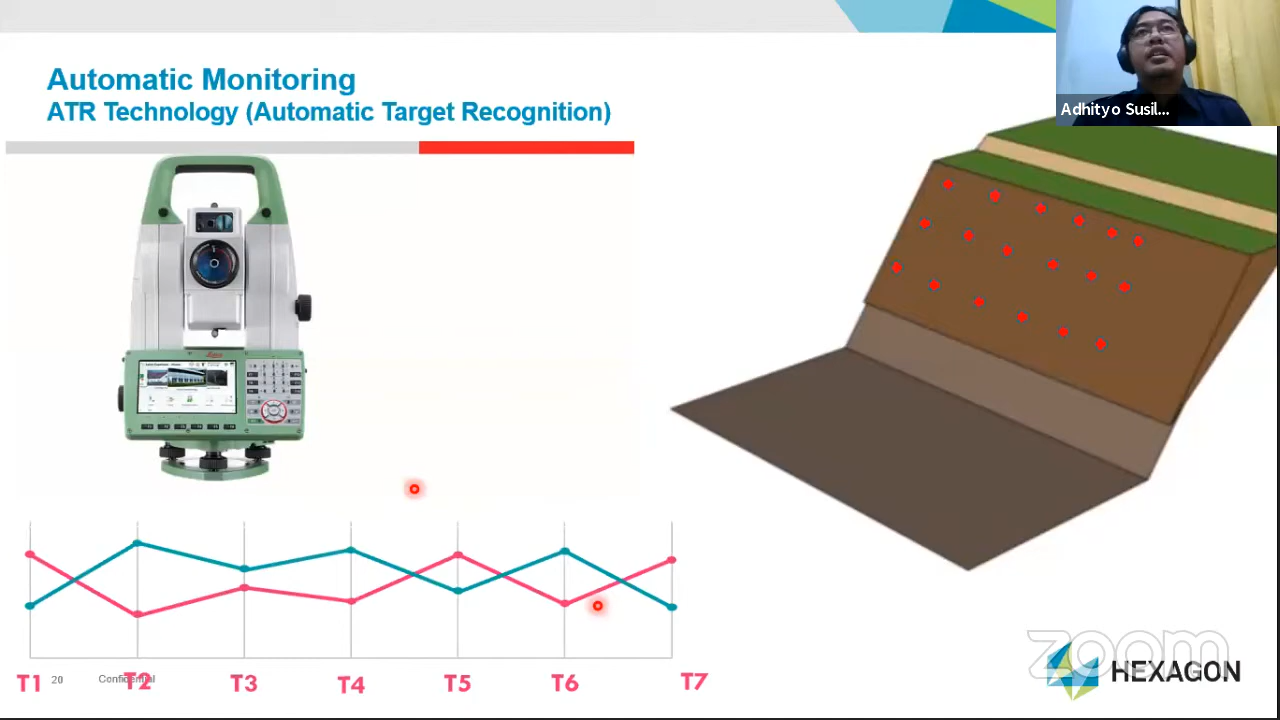 Automatic Monitoring
ATR Technology (Automatic Target Recognition)
Adhityo Susil...
T1
20
Confidential
T2
T3
T4
T5
T6
T7
zoom
HEXAGON